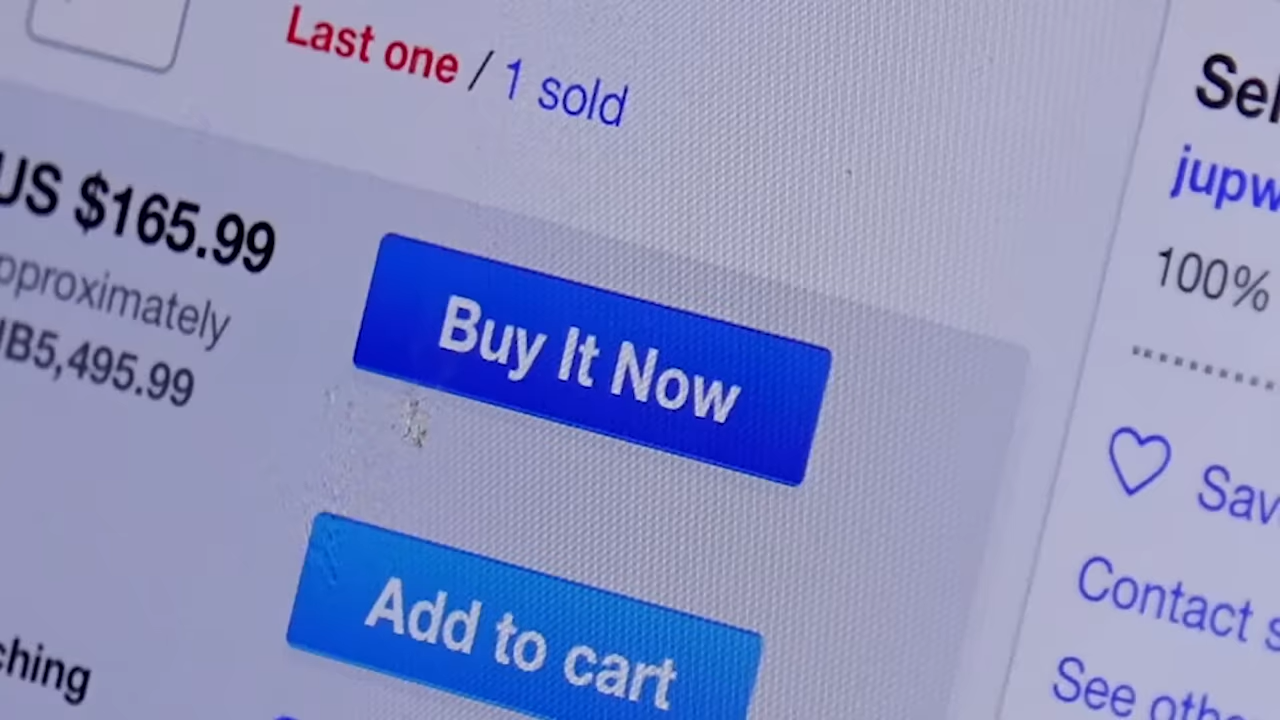 Last one / 1 sold
US $165.99
pproximately
B5,495.99
Buy It Now
Add to cart
ching
Sel
jupw
100%
Sav
Contact s
See othe